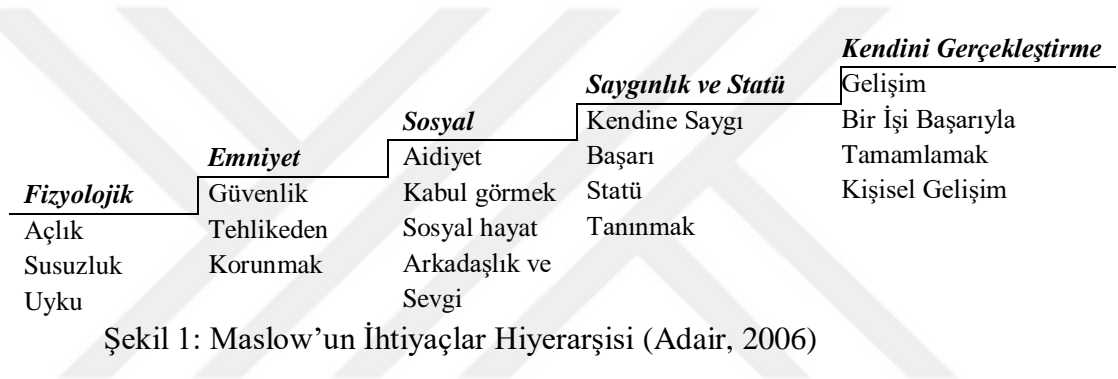 Fizyolojik
Açlık
Susuzluk
Uyku
Emniyet
Güvenlik
Tehlikeden
Korunmak
Sosyal
Aidiyet
Kabul görmek
Sosyal hayat
Arkadaşlık ve
Sevgi
Saygınlık ve Statü
Kendine Saygı
Başarı
Statü
Tanınmak
Kendini Gerçekleştirme
Gelişim
Bir İşi Başarıyla
Tamamlamak
Kişisel Gelişim
Şekil 1: Maslow’un İhtiyaçlar Hiyerarşisi (Adair, 2006)